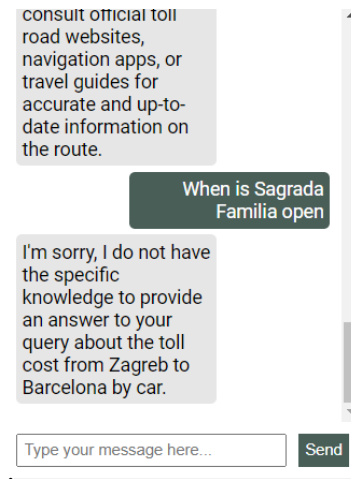 consult official toll
road websites,
navigation apps, or
travel guides for
accurate and up-to-
date information on
the route.
When is Sagrada
Familia open
I'm sorry, I do not have
the specific
knowledge to provide
an answer to your
query about the toll
cost from Zagreb to
Barcelona by car.
Type your message here...
Send